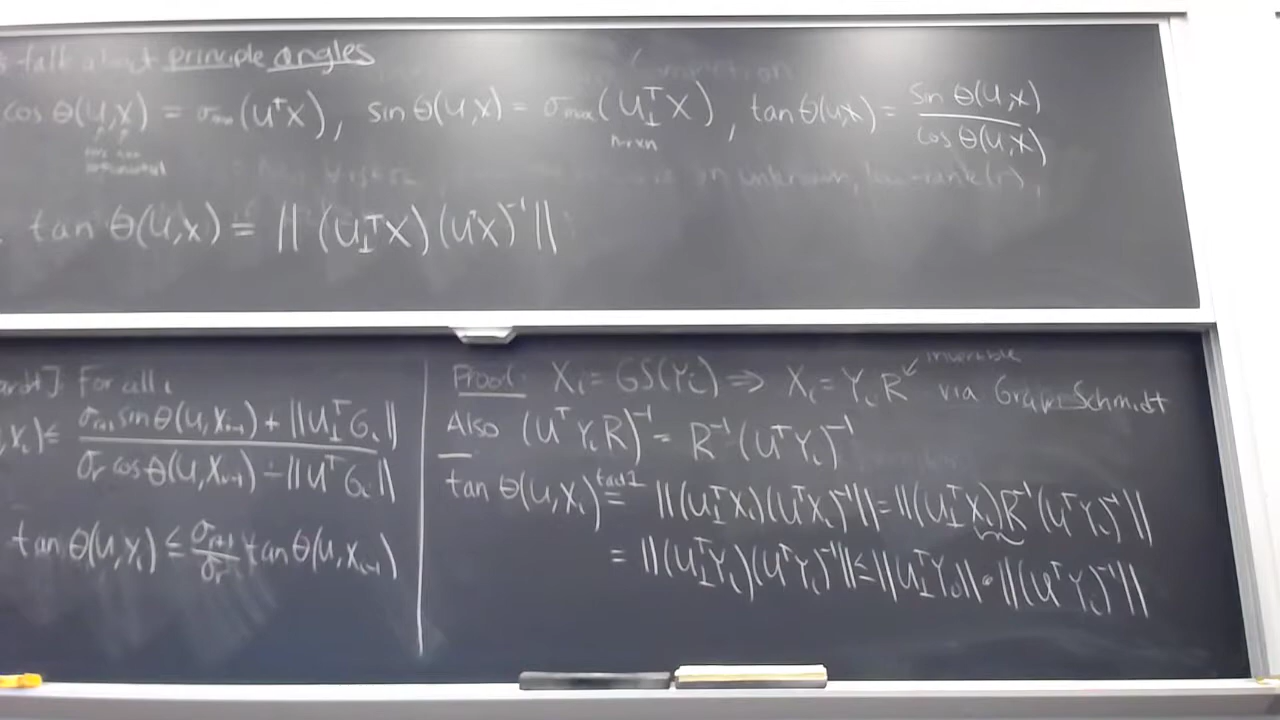 talk about principle angles
cos θ(U,X) = σmin(UᵀX), sin θ(U,X) = σmax(U⊥ᵀX), tan θ(U,X) = sin θ(U,X) / cos θ(U,X)
tan θ(U,X) = ||(U⊥ᵀX)(UᵀX)⁻¹||
ardt] For all i
Xᵢ) ≤ σᵣ₊₁ sin θ(U,Xᵢ₋₁) + ||U⊥ᵀGᵢ|| / σᵣ cos θ(U,Xᵢ₋₁) - ||UᵀGᵢ||
tan θ(U,Xᵢ) ≤ σᵣ₊₁/σᵣ tan θ(U,Xᵢ₋₁)
Proof: Xᵢ = GS(Yᵢ) ⇒ Xᵢ = YᵢR invertible via Gram-Schmidt
Also (UᵀYᵢR)⁻¹ = R⁻¹(UᵀYᵢ)⁻¹
tan θ(U,Xᵢ) = ||(U⊥ᵀXᵢ)(UᵀXᵢ)⁻¹|| = ||(U⊥ᵀXᵢ)R⁻¹(UᵀYᵢ)⁻¹||
= ||(U⊥ᵀYᵢ)(UᵀYᵢ)⁻¹|| ≤ ||U⊥ᵀYᵢ|| · ||(UᵀYᵢ)⁻¹||